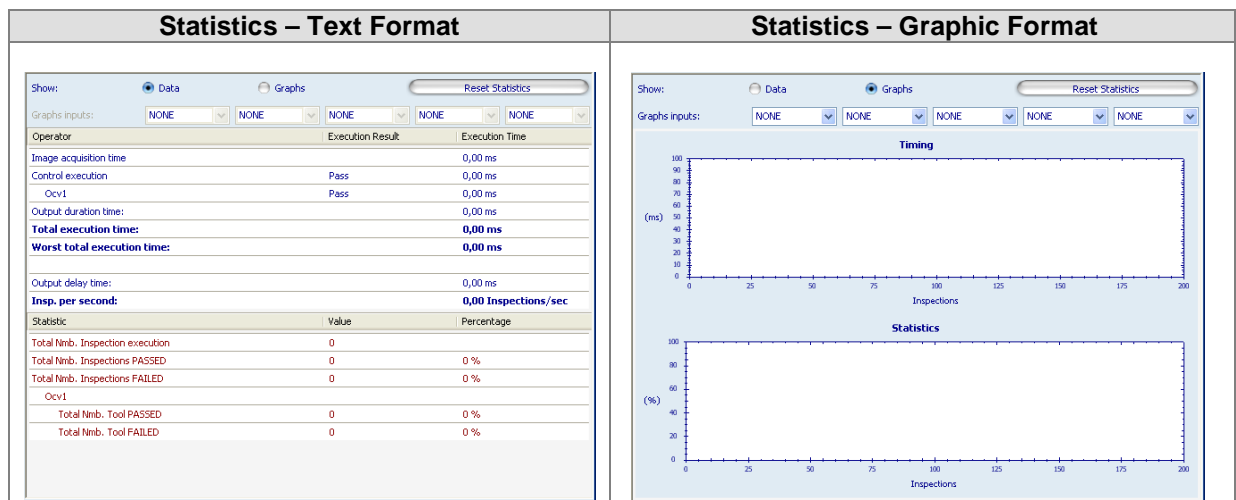 Statistics – Text Format
Show: Data Graphs Reset Statistics
Graphs inputs: NONE NONE NONE NONE NONE
Operator Execution Result Execution Time
Image acquisition time 0,00 ms
Control execution Pass 0,00 ms
Ocv1 Pass 0,00 ms
Output duration time: 0,00 ms
Total execution time: 0,00 ms
Worst total execution time: 0,00 ms
Output delay time: 0,00 ms
Insp. per second: 0,00 Inspections/sec
Statistic Value Percentage
Total Nmb. Inspection execution 0
Total Nmb. Inspections PASSED 0 0 %
Total Nmb. Inspections FAILED 0 0 %
Ocv1
Total Nmb. Tool PASSED 0 0 %
Total Nmb. Tool FAILED 0 0 %
Statistics – Graphic Format
Show: Data Graphs Reset Statistics
Graphs inputs: NONE NONE NONE NONE NONE
Timing
100
90
80
70
60
(ms) 50
40
30
20
10
0
0 25 50 75 100 125 150 175 200
Inspections
Statistics
100
80
60
(%)
40
20
0
0 25 50 75 100 125 150 175 200
Inspections